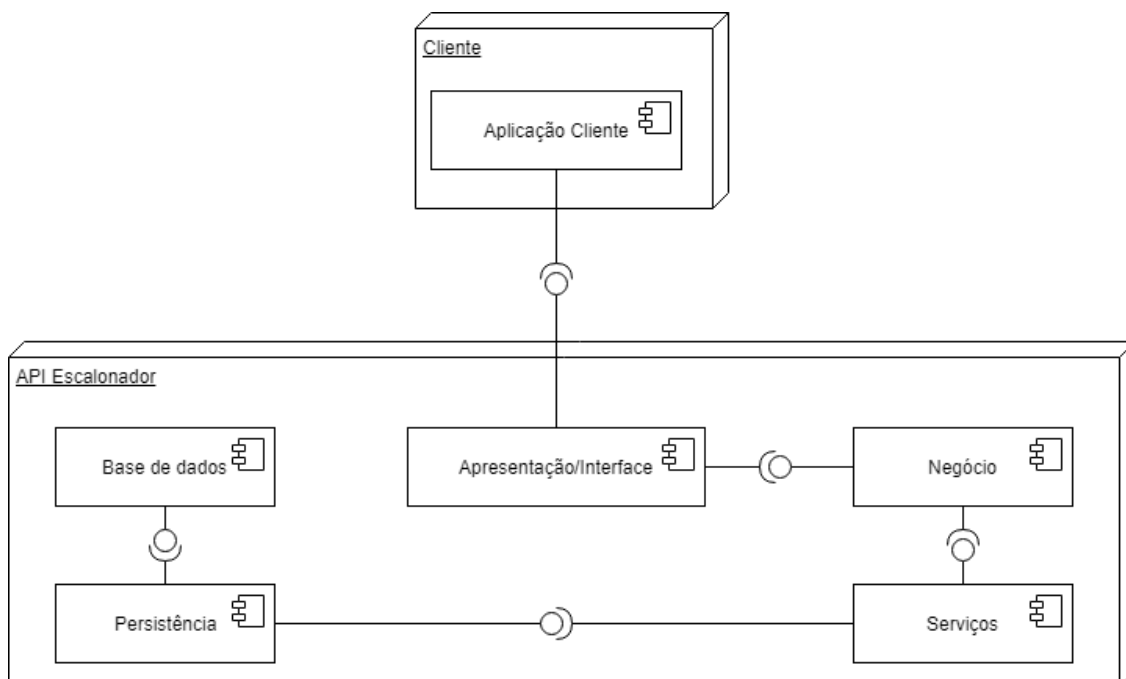 Cliente
Aplicação Cliente
API Escalonador
Base de dados
Apresentação/Interface
Negócio
Persistência
Serviços